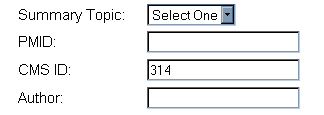 Summary Topic: Select One
PMID:
CMS ID: 314
Author: